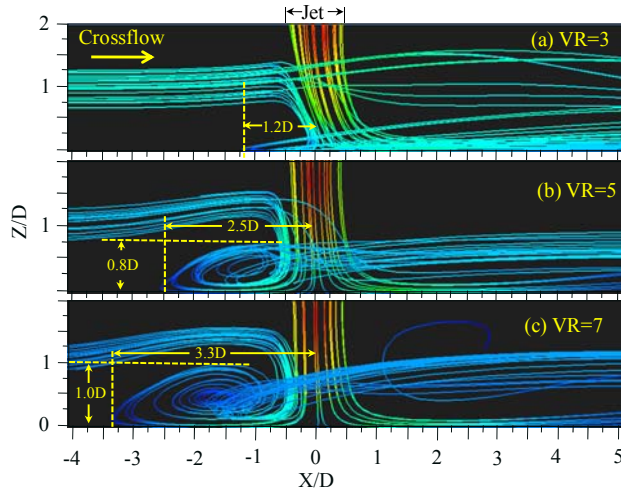 Jet
2
Crossflow
(a) VR=3
1
1.2D
(b) VR=5
1
2.5D
0.8D
Z/D
(c) VR=7
3.3D
1
1.0D
0
-4 -3 -2 -1 0 1 2 3 4 5
X/D